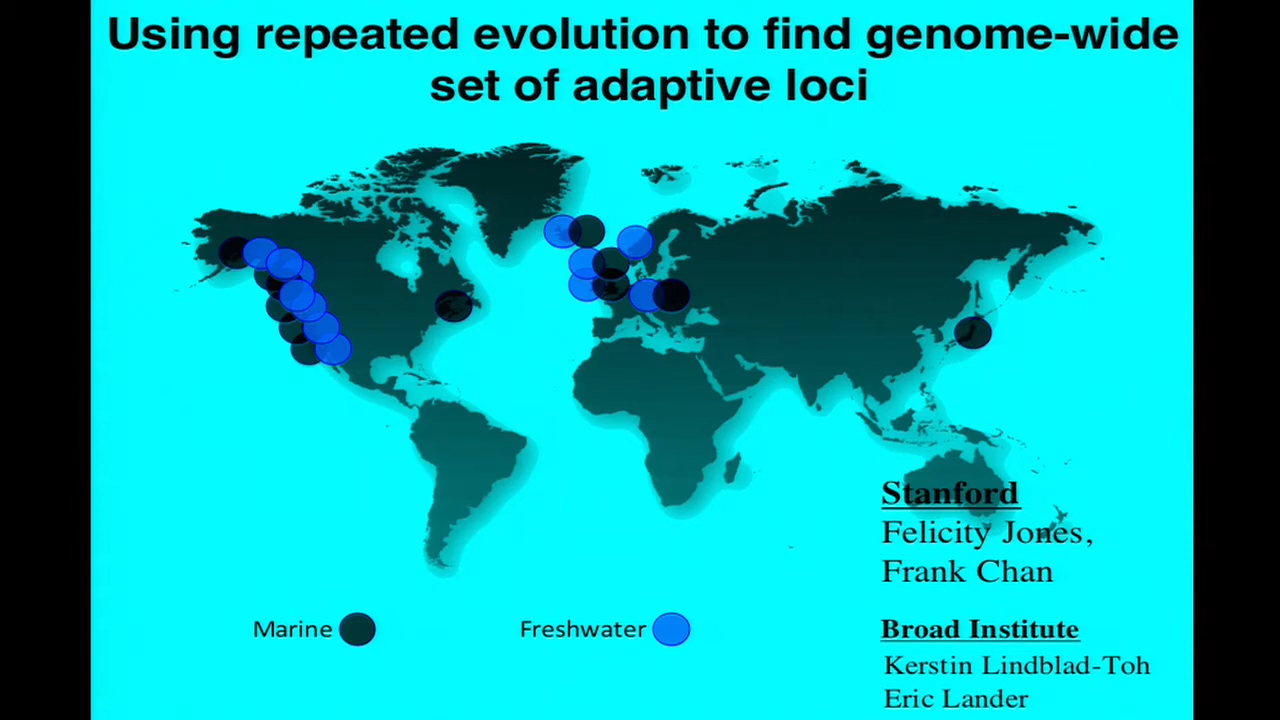 Using repeated evolution to find genome-wide
set of adaptive loci
Stanford
Felicity Jones,
Frank Chan
Marine
Freshwater
Broad Institute
Kerstin Lindblad-Toh
Eric Lander